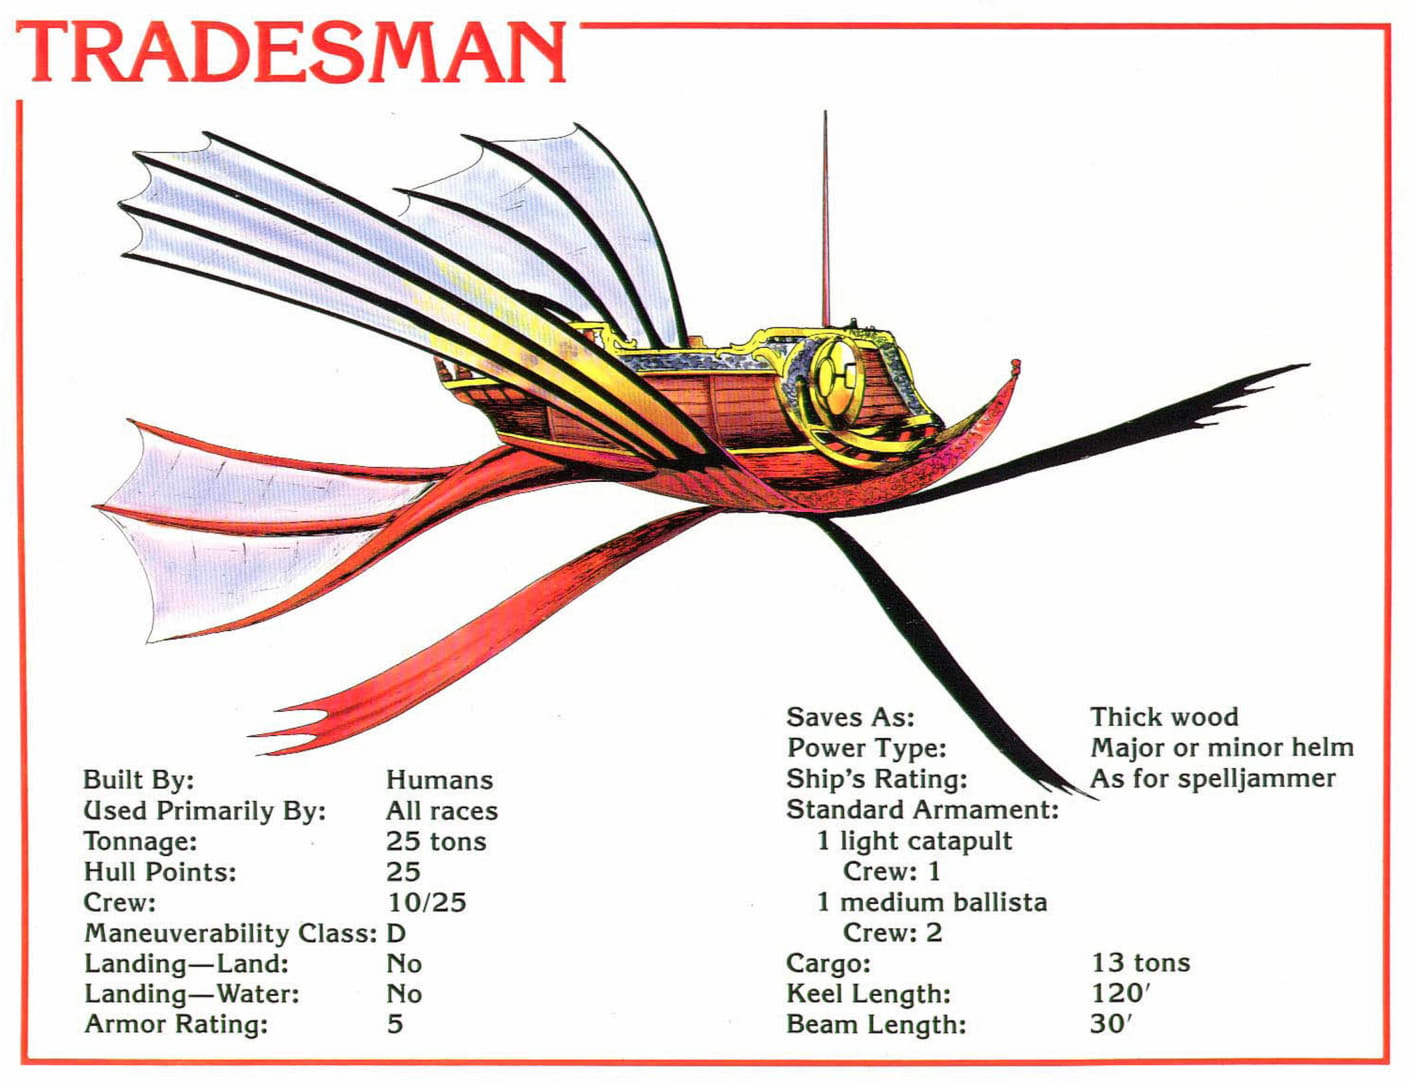 TRADESMAN
Built By: Humans
Used Primarily By: All races
Tonnage: 25 tons
Hull Points: 25
Crew: 10/25
Maneuverability Class: D
Landing—Land: No
Landing—Water: No
Armor Rating: 5
Saves As: Thick wood
Power Type: Major or minor helm
Ship's Rating: As for spelljammer
Standard Armament:
1 light catapult
Crew: 1
1 medium ballista
Crew: 2
Cargo: 13 tons
Keel Length: 120′
Beam Length: 30′